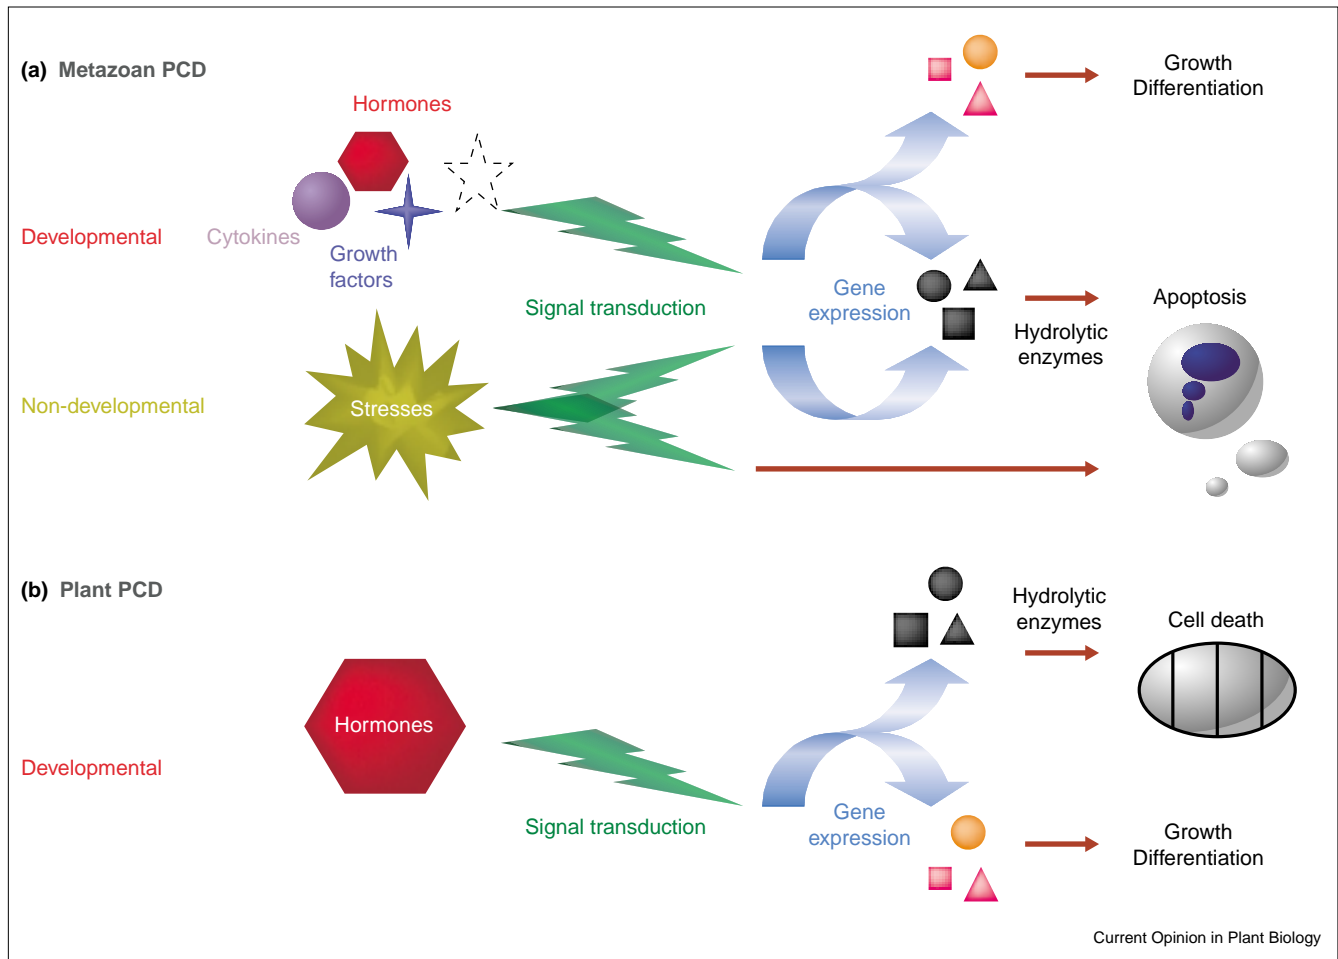 (a) Metazoan PCD
Growth
Differentiation
Hormones
Developmental
Cytokines
Growth
factors
Signal transduction
Gene
expression
Hydrolytic
enzymes
Apoptosis
Non-developmental
Stresses
(b) Plant PCD
Hydrolytic
enzymes
Cell death
Hormones
Developmental
Signal transduction
Gene
expression
Growth
Differentiation
Current Opinion in Plant Biology